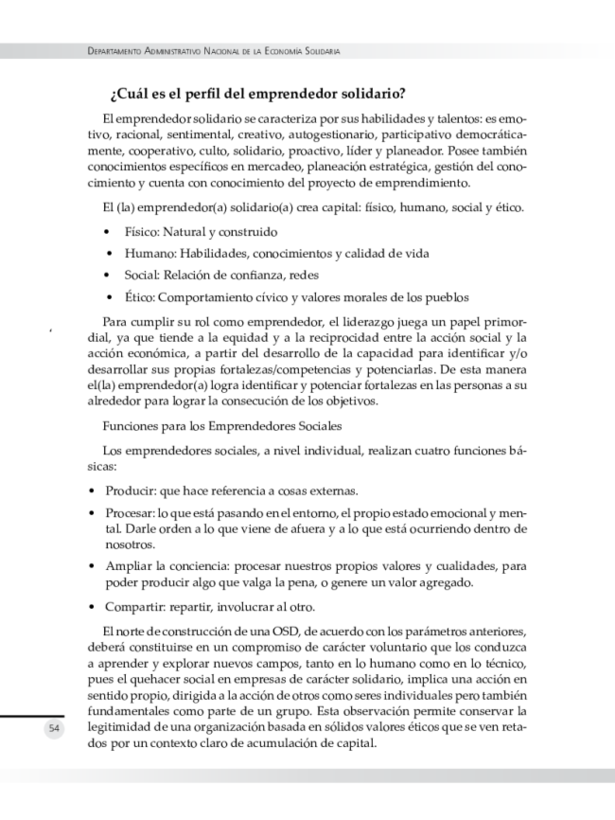 Departamento Administrativo Nacional de la Economía Solidaria
¿Cuál es el perfil del emprendedor solidario?
El emprendedor solidario se caracteriza por sus habilidades y talentos: es emo-
tivo, racional, sentimental, creativo, autogestionario, participativo democrática-
mente, cooperativo, culto, solidario, proactivo, líder y planeador. Posee también
conocimientos específicos en mercadeo, planeación estratégica, gestión del cono-
cimiento y cuenta con conocimiento del proyecto de emprendimiento.
El (la) emprendedor(a) solidario(a) crea capital: físico, humano, social y ético.
• Físico: Natural y construido
• Humano: Habilidades, conocimientos y calidad de vida
• Social: Relación de confianza, redes
• Ético: Comportamiento cívico y valores morales de los pueblos
Para cumplir su rol como emprendedor, el liderazgo juega un papel primor-
dial, ya que tiende a la equidad y a la reciprocidad entre la acción social y la
acción económica, a partir del desarrollo de la capacidad para identificar y/o
desarrollar sus propias fortalezas/competencias y potenciarlas. De esta manera
el(la) emprendedor(a) logra identificar y potenciar fortalezas en las personas a su
alrededor para lograr la consecución de los objetivos.
Funciones para los Emprendedores Sociales
Los emprendedores sociales, a nivel individual, realizan cuatro funciones bá-
sicas:
• Producir: que hace referencia a cosas externas.
• Procesar: lo que está pasando en el entorno, el propio estado emocional y men-
tal. Darle orden a lo que viene de afuera y a lo que está ocurriendo dentro de
nosotros.
• Ampliar la conciencia: procesar nuestros propios valores y cualidades, para
poder producir algo que valga la pena, o genere un valor agregado.
• Compartir: repartir, involucrar al otro.
El norte de construcción de una OSD, de acuerdo con los parámetros anteriores,
deberá constituirse en un compromiso de carácter voluntario que los conduzca
a aprender y explorar nuevos campos, tanto en lo humano como en lo técnico,
pues el quehacer social en empresas de carácter solidario, implica una acción en
sentido propio, dirigida a la acción de otros como seres individuales pero también
fundamentales como parte de un grupo. Esta observación permite conservar la
legitimidad de una organización basada en sólidos valores éticos que se ven reta-
dos por un contexto claro de acumulación de capital.
54